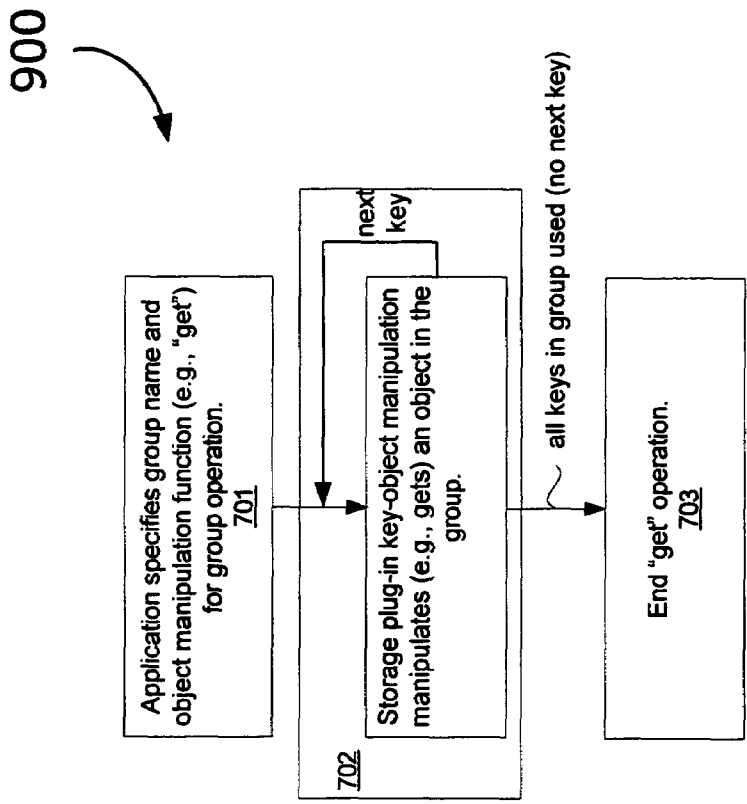 900
Application specifies group name and
object manipulation function (e.g., "get")
for group operation.
701
next
key
Storage plug-in key-object manipulation
manipulates (e.g., gets) an object in the
group.
702
all keys in group used (no next key)
End "get" operation.
703